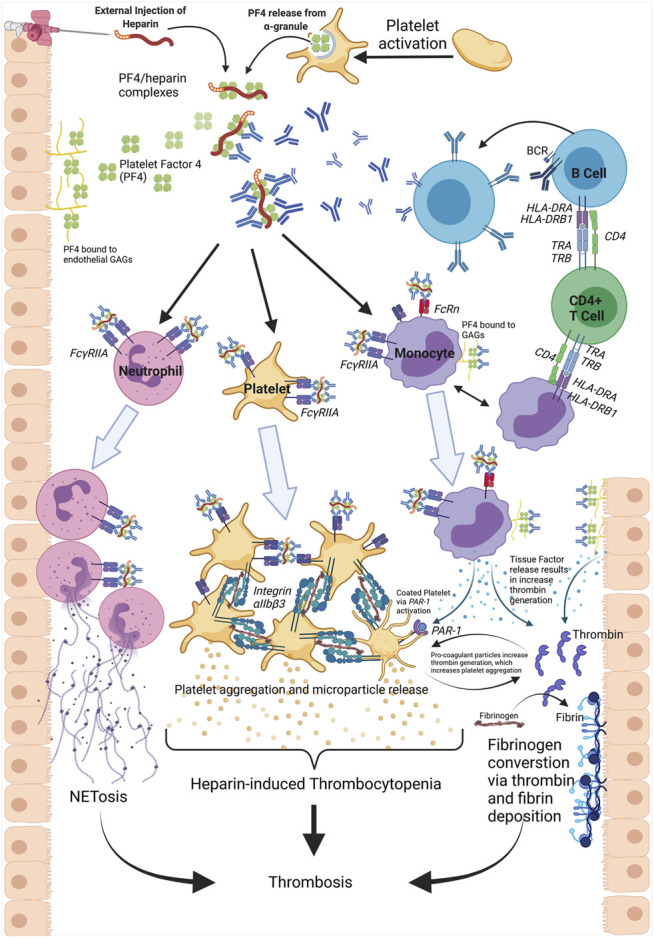 External Injection of
Heparin
PF4 release from
α-granule
Platelet
activation
PF4/heparin
complexes
Platelet Factor 4
(PF4)
PF4 bound to
endothelial GAGs
BCR
B Cell
HLA-DRA
HLA-DRB1
CD4
TRA
TRB
CD4+
T Cell
FcRn
PF4 bound to
GAGs
FcγRIIA
Neutrophil
Platelet
FcγRIIA
FcγRIIA
Monocyte
CD4
TRA
TRB
HLA-DRA
HLA-DRB1
Integrin
αIIbβ3
Coated Platelet
via PAR-1
activation
PAR-1
Tissue Factor
release results
in increase
thrombin
generation
Thrombin
Pro-coagulant particles increase
thrombin generation, which
increases platelet aggregation
Platelet aggregation and microparticle release
Fibrinogen
Fibrin
NETosis
Heparin-induced Thrombocytopenia
Fibrinogen
converstion
via thrombin
and fibrin
deposition
Thrombosis